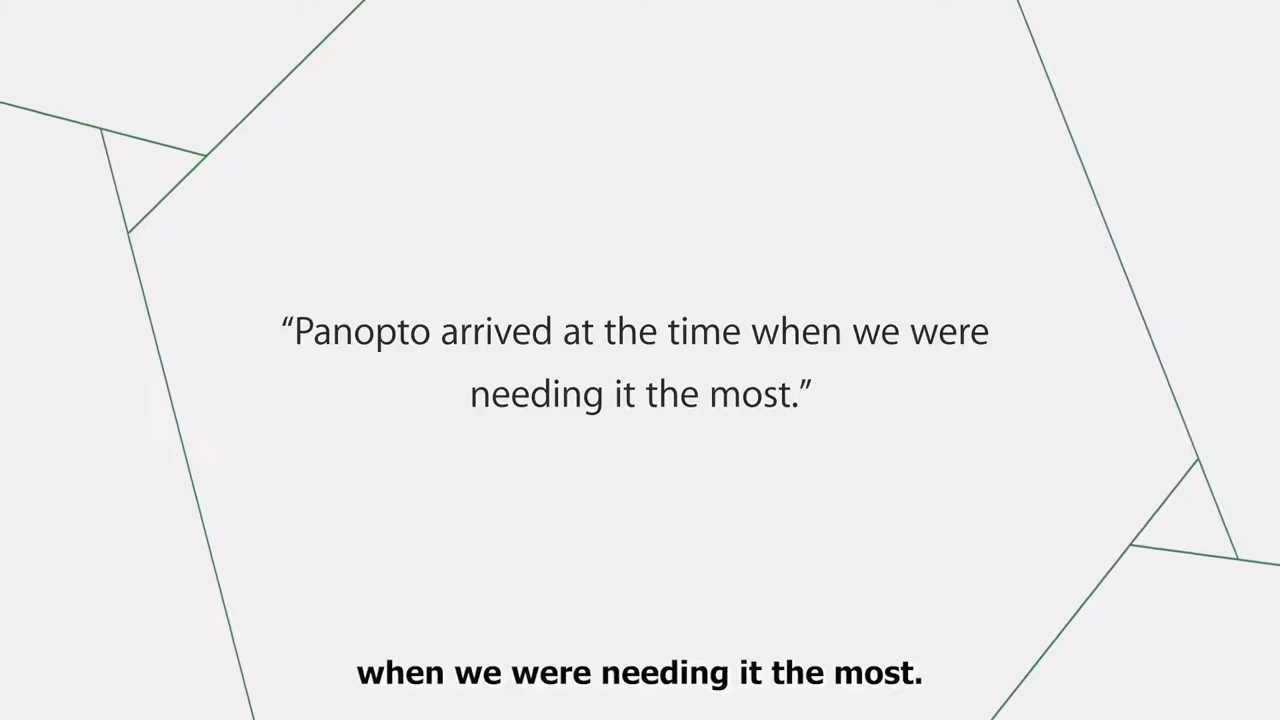 “Panopto arrived at the time when we were
needing it the most.”
when we were needing it the most.